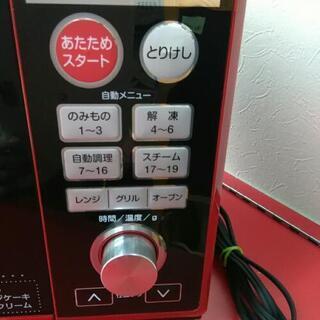 あたため
スタート
とりけし
自動メニュー
のみもの
1~3
解 凍
4~6
自動調理
7~16
スチーム
17~19
レンジ
グリル
オーブン
時間/温度/g
ケーキ
クリーム